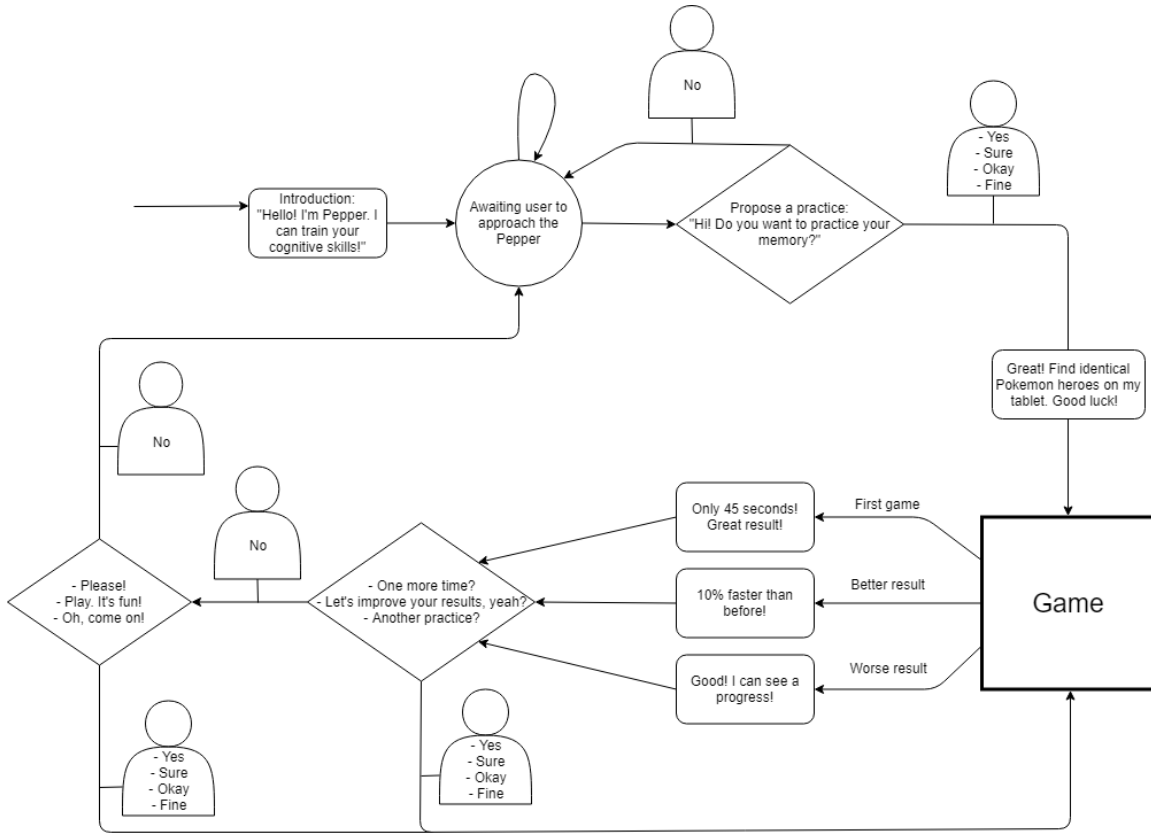 No
- Yes
- Sure
- Okay
- Fine
Introduction:
"Hello! I'm Pepper. I
can train your
cognitive skills!"
Awaiting user to
approach the
Pepper
Propose a practice:
"Hi! Do you want to practice your
memory?"
Great! Find identical
Pokemon heroes on my
tablet. Good luck!
No
No
Only 45 seconds!
Great result!
First game
10% faster than
before!
Better result
Good! I can see a
progress!
Worse result
Game
- One more time?
- Let's improve your results, yeah?
- Another practice?
- Please!
- Play. It's fun!
- Oh, come on!
- Yes
- Sure
- Okay
- Fine
- Yes
- Sure
- Okay
- Fine